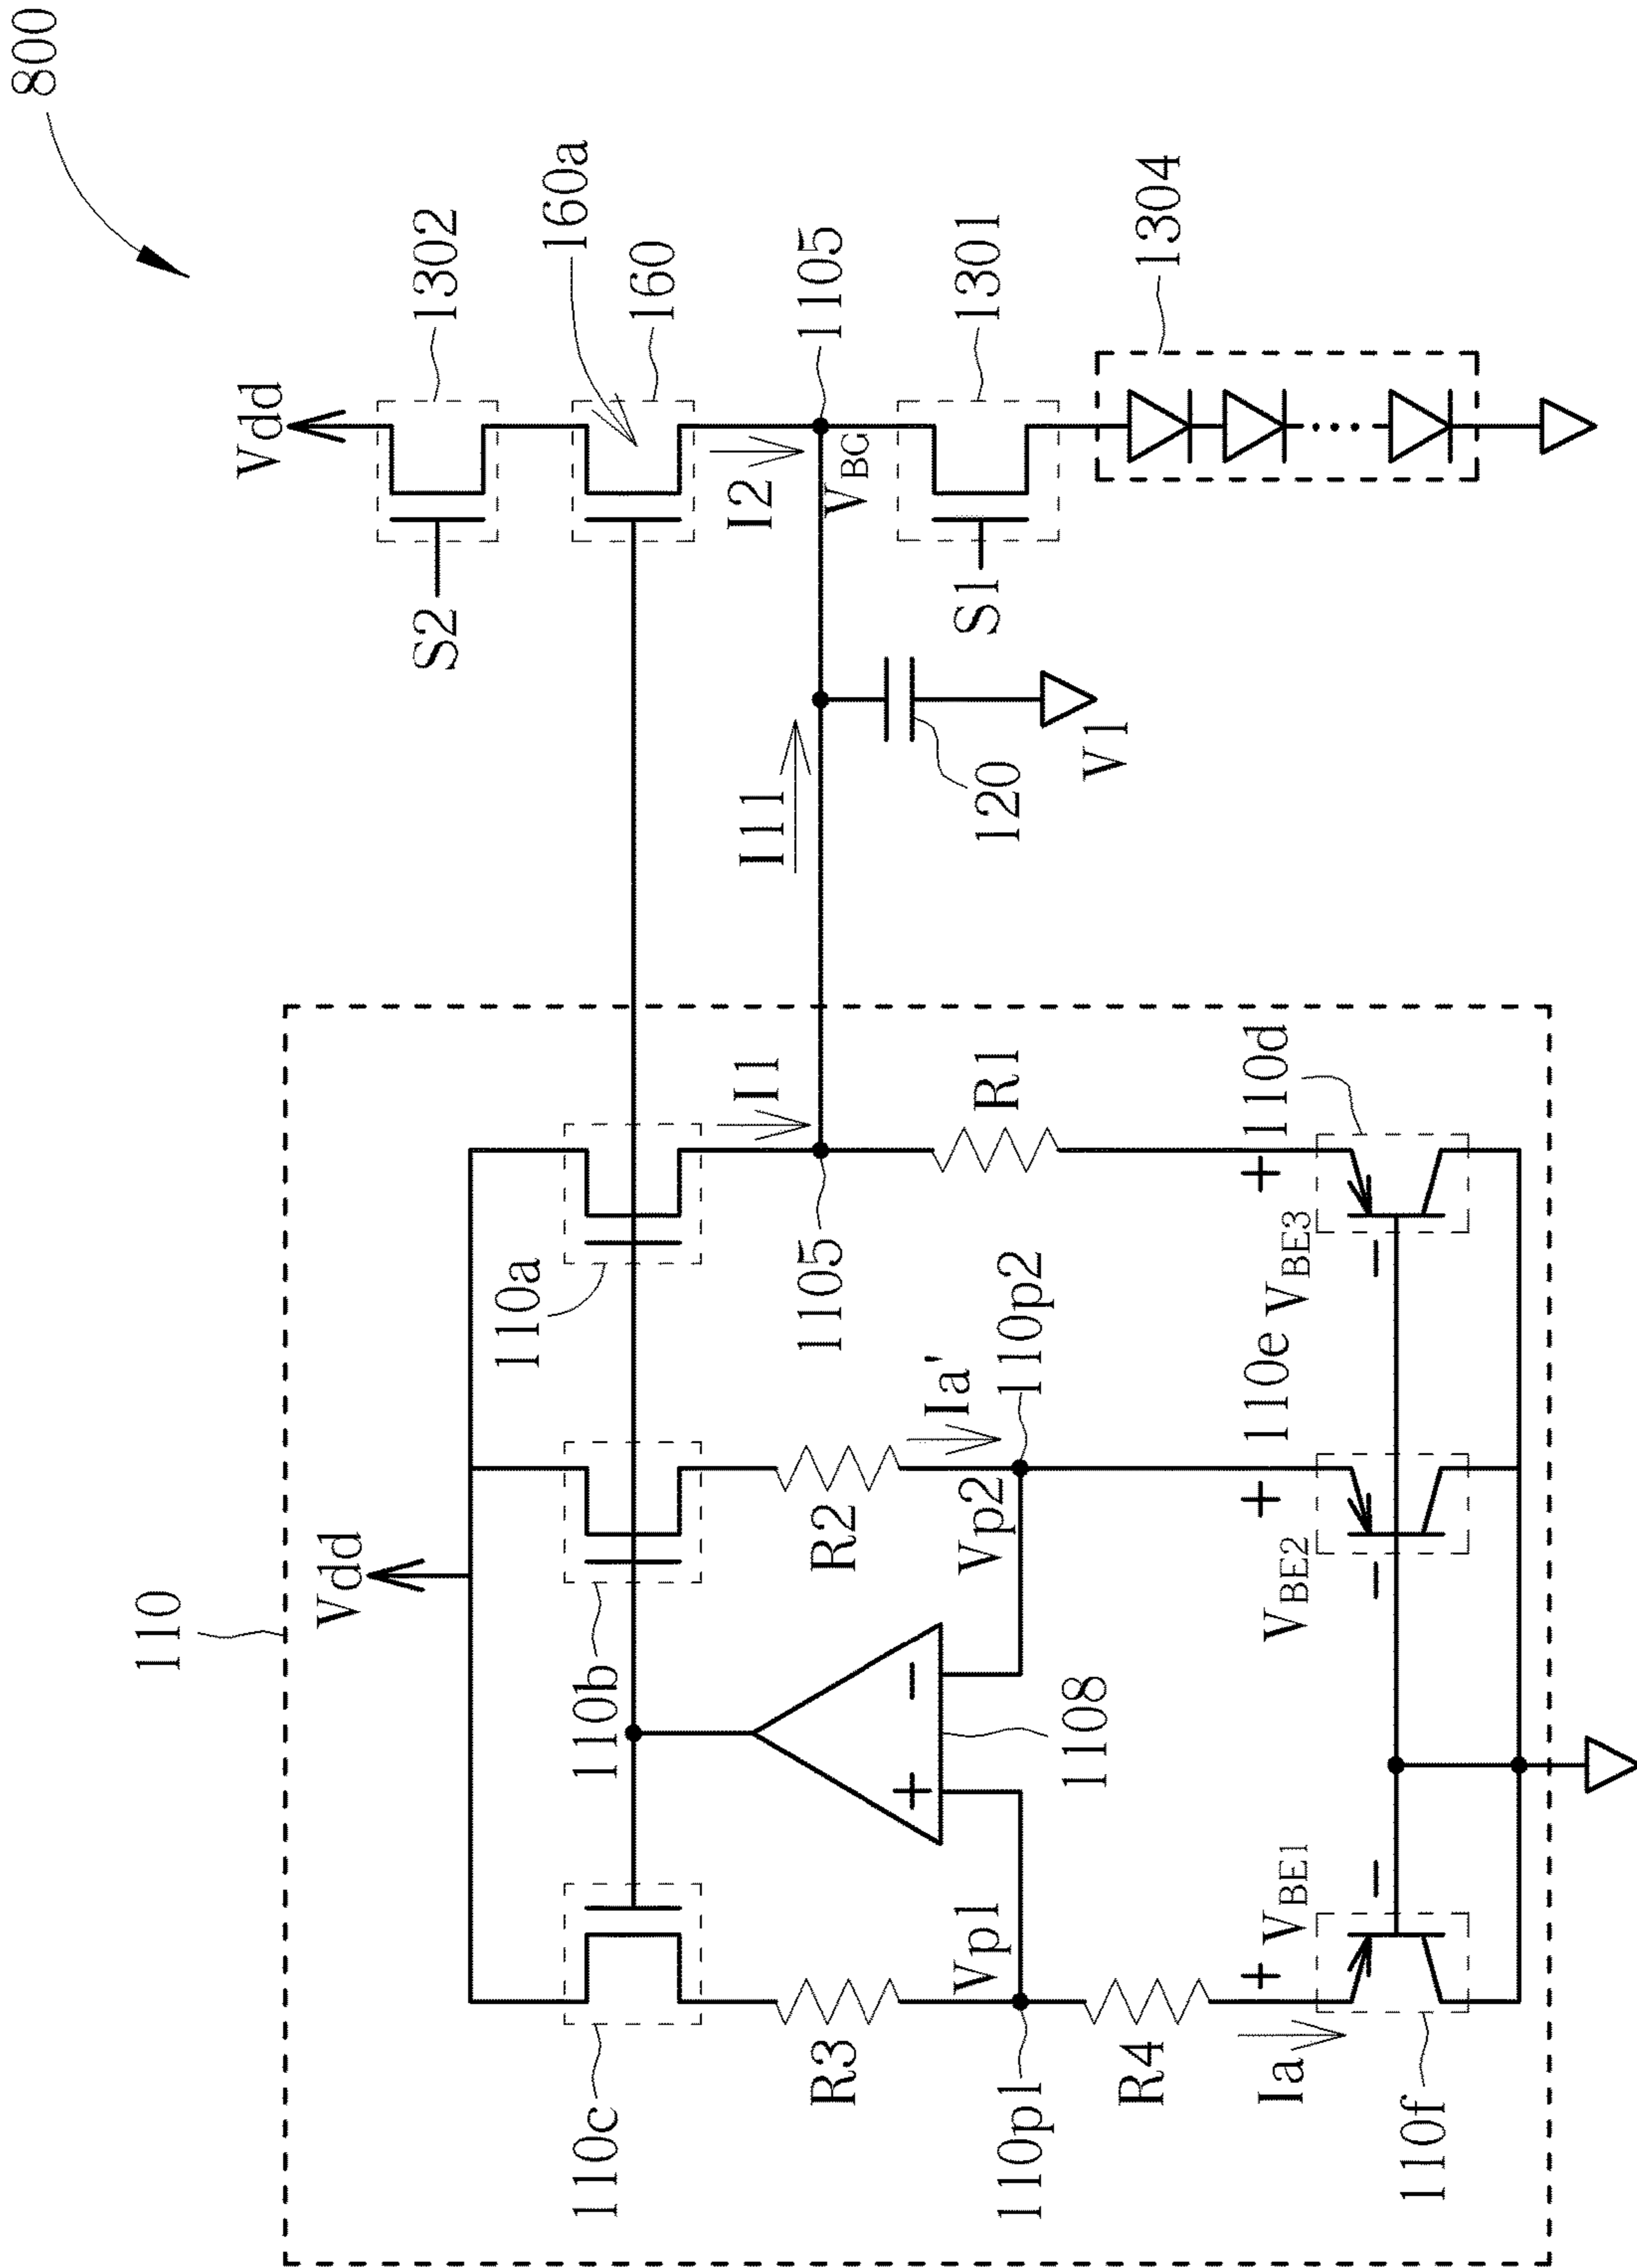 800
110
Vdd
Vdd
S2
1302
110a
160a
110c
110b
160
I1
I11
I2
R3
R2
1105
VBG
1105
+
−
Ia'
Vp1
Vp2
S1
1301
R1
120
110p1
110p2
1108
V1
R4
1304
Ia
+ VBE1 −
VBE2 − + 110e
VBE3 − + 110d
110f